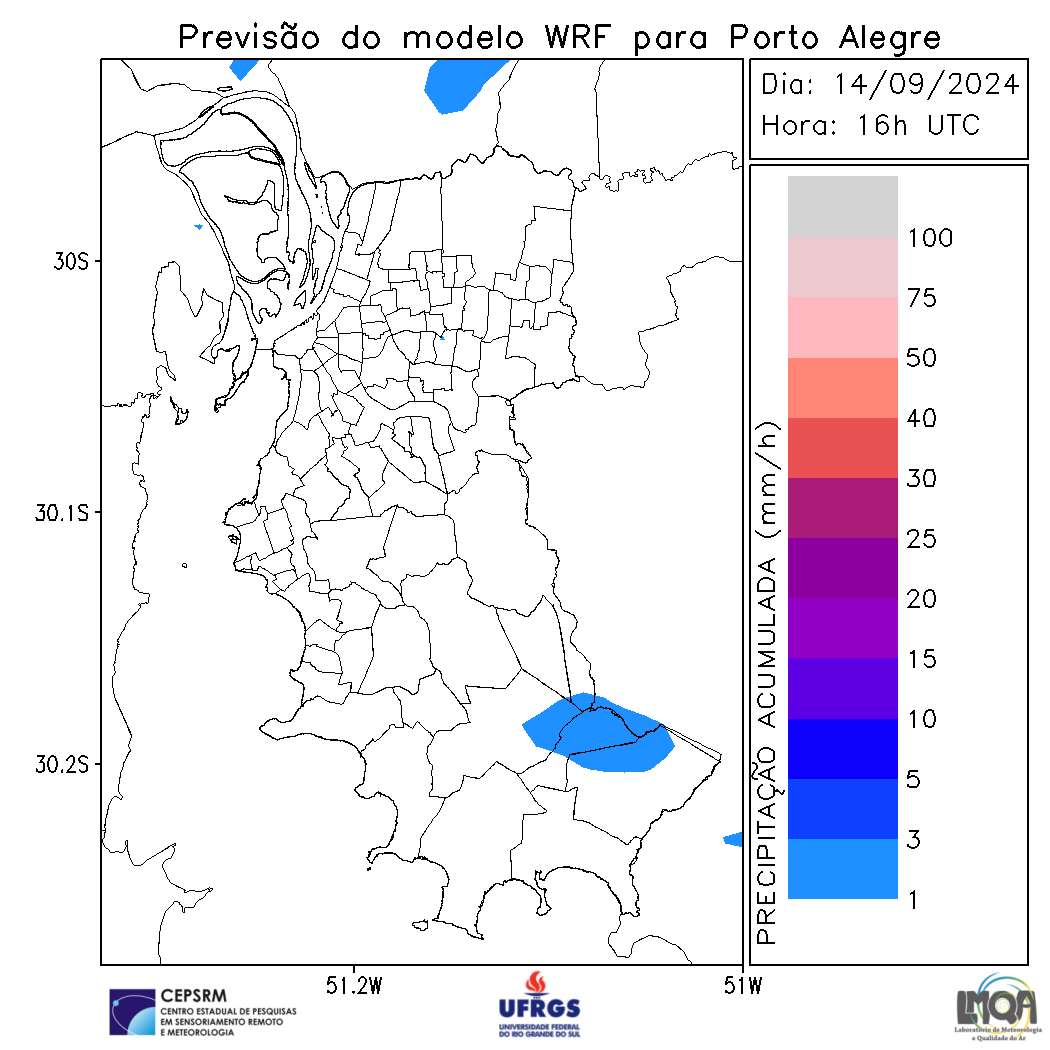 Previsão do modelo WRF para Porto Alegre
Dia: 14/09/2024
Hora: 16h UTC
30S
30.1S
30.2S
51.2W
51W
PRECIPITAÇÃO ACUMULADA (mm/h)
100
75
50
40
30
25
20
15
10
5
3
1
CEPSRM
CENTRO ESTADUAL DE PESQUISAS
EM SENSORIAMENTO REMOTO
E METEOROLOGIA
UFRGS
UNIVERSIDADE FEDERAL
DO RIO GRANDE DO SUL
LMQA
Laboratório de Meteorologia
e Qualidade do Ar